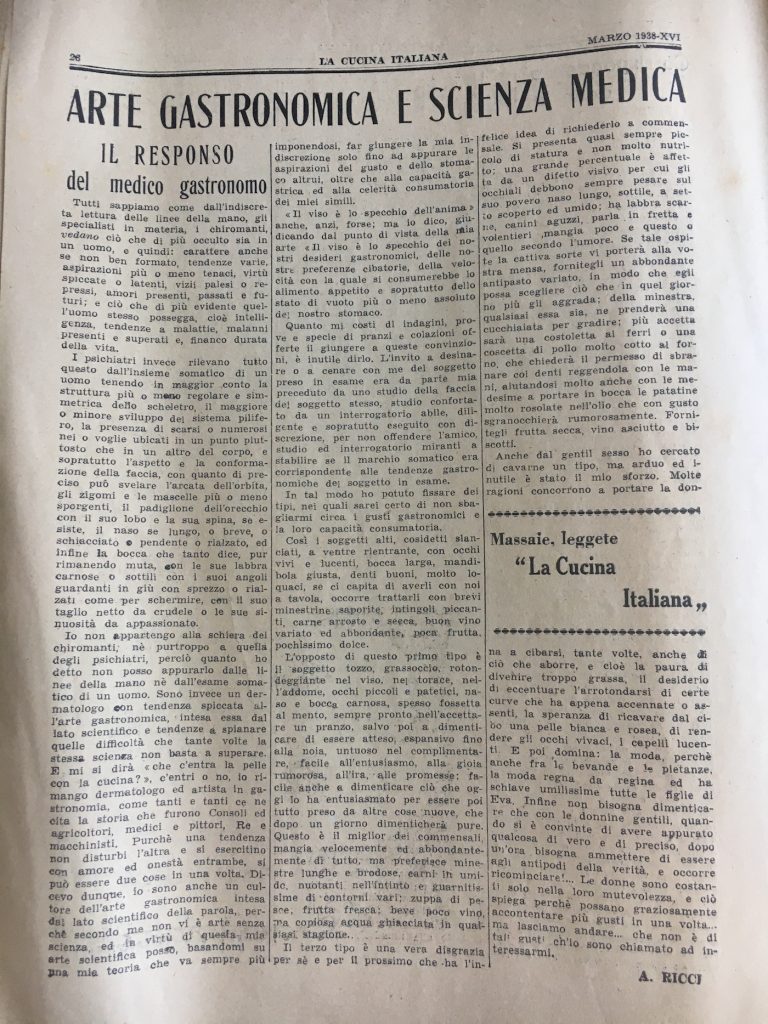 26
LA CUCINA ITALIANA
MARZO 1938-XVI
ARTE GASTRONOMICA E SCIENZA MEDICA
IL RESPONSO
del medico gastronomo
Tutti sappiamo come dall'indiscre-
ta lettura delle linee della mano, gli
specialisti in materia, i chiromanti,
vedano ciò che di più occulto sia in
un uomo, e quindi: carattere anche
se non ben formato, tendenze varie,
aspirazioni più o meno tenaci, virtù
spiccate o latenti, vizii palesi o re-
pressi, amori presenti, passati e fu-
turi; e ciò che di più evidente quel-
l'uomo stesso possegga, cioè intelli-
genza, tendenze a malattie, malanni
presenti e superati e, financo durata
della vita.
I psichiatri invece rilevano tutto
questo dall'insieme somatico di un
uomo tenendo in maggior conto la
struttura più o meno regolare e sim-
metrica dello scheletro, il maggiore
o minore sviluppo del sistema pilife-
ro, la presenza di scarsi o numerosi
nei o voglie ubicati in un punto piut-
tosto che in un altro del corpo, e
sopratutto l'aspetto e la conforma-
zione della faccia, con quanto di pre-
ciso può svelare l'arcata dell'orbita,
gli zigomi e le mascelle più o meno
sporgenti, il padiglione dell'orecchio
con il suo lobo e la sua spina, se e-
siste, il naso se lungo, o breve, o
schiacciato o pendente o rialzato, ed
infine la bocca che tanto dice, pur
rimanendo muta, con le sue labbra
carnose o sottili con i suoi angoli
guardanti in giù con sprezzo o rial-
zati come per schermire, con il suo
taglio netto da crudele o le sue si-
nuosità da appassionato.
Io non appartengo alla schiera dei
chiromanti, nè purtroppo a quella
degli psichiatri, perciò quanto ho
detto non posso appurarlo dalle li-
nee della mano nè dall'esame soma-
tico di un uomo. Sono invece un der-
matologo con tendenza spiccata al-
l'arte gastronomica, intesa essa dal
lato scientifico e tendenze a spianare
quelle difficoltà che tante volte la
stessa scienza non basta a superare.
E mi si dirà «che c'entra la pelle
con la cucina?», c'entri o no, io ri-
mango dermatologo ed artista in ga-
stronomia, come tanti e tanti ce ne
cita la storia che furono Consoli ed
agricoltori, medici e pittori, Re e
macchinisti. Purchè una tendenza
non disturbi l'altra e si esercitino
con amore ed onestà entrambe, si
può essere due cose in una volta. Di-
cevo dunque, io sono anche un cul-
tore dell'arte gastronomica intesa
dal lato scientifico della parola, per-
chè secondo me non vi è arte senza
scienza, ed in virtù di questa mia
arte scientifica posso, basandomi su
una mia teoria che va sempre più
imponendosi, far giungere la mia in-
discrezione solo fino ad appurare le
aspirazioni del gusto e dello stoma-
co altrui, oltre che alla capacità ga-
strica ed alla celerità consumatoria
dei miei simili.
«Il viso è lo specchio dell'anima»
anche, anzi, forse; ma io dico, giu-
dicando dal punto di vista della mia
arte «Il viso è lo specchio dei no-
stri desideri gastronomici, delle no-
stre preferenze cibatorie, della velo-
cità con la quale si consumerebbe lo
alimento appetito e sopratutto dello
stato di vuoto più o meno assoluto
del nostro stomaco.
Quanto mi costi di indagini, pro-
ve e specie di pranzi e colazioni of-
ferte il giungere a queste convinzio-
ni, è inutile dirlo. L'invito a desina-
re o a cenare con me del soggetto
preso in esame era da parte mia
preceduto da uno studio della faccia
del soggetto stesso, studio confortato
to da un interrogatorio abile, dili-
gente e sopratutto eseguito con di-
screzione, per non offendere l'amico,
studio ed interrogatorio miranti a
stabilire se il marchio somatico era
corrispondente alle tendenze gastro-
nomiche del soggetto in esame.
In tal modo ho potuto fissare dei
tipi, nei quali sarei certo di non sba-
gliarmi circa i gusti gastronomici e
la loro capacità consumatoria.
Così i soggetti alti, cosidetti slan-
ciati, a ventre rientrante, con occhi
vivi e lucenti, bocca larga, mandi-
bola giusta, denti buoni, molto lo-
quaci, se ci capita di averli con noi
a tavola, occorre trattarli con brevi
minestrine saporite, intingoli piccan-
ti, carne arrosto e secca, buon vino
variato ed abbondante, poca frutta,
pochissimo dolce.
L'opposto di questo primo tipo è
il soggetto tozzo, grassoccio, roton-
deggiante nel viso, nel torace, nel-
l'addome, occhi piccoli e patetici, na-
so e bocca carnosa, spesso fossetta
al mento, sempre pronto nell'accetta-
re un pranzo, salvo poi a dimenti-
care di essere atteso, espansivo fino
alla noia, untuoso nel complimenta-
re, facile all'entusiasmo, alla gioia
rumorosa, all'ira, alle promesse; fa-
cile anche a dimenticare ciò che og-
gi lo ha entusiasmato per essere poi
tutto preso da altre cose nuove, che
dopo un giorno dimenticherà pure.
Questo è il miglior dei commensali,
mangia velocemente ed abbondante-
mente di tutto, ma preferisce mine-
stre lunghe e brodose, carni in umi-
do, nuotanti nell'intinto e guarnitis-
sime di contorni vari; zuppa di pe-
sce, frutta fresca; beve poco vino,
ma copiosa acqua ghiacciata in qual-
siasi stagione.
Il terzo tipo è una vera disgrazia
per sè e per il prossimo che ha l'in-
felice idea di richiederlo a commen-
sale. Si presenta quasi sempre pic-
colo di statura e non molto nutri-
to; una grande percentuale è affet-
ta da un difetto visivo per cui gli
occhiali debbono sempre pesare sul
suo povero naso lungo, sottile, a set-
to scoperto ed umido; ha labbra scar-
ne, canini aguzzi, parla in fretta e
volentieri, mangia poco e questo o
quello secondo l'umore. Se tale ospi-
te la cattiva sorte vi porterà alla vo-
stra mensa, fornitegli un abbondante
antipasto variato, in modo che egli
possa scegliere ciò che in quel gior-
no più gli aggrada; della minestra,
qualsiasi essa sia, ne prenderà una
cucchiaiata per gradire; più accetta
sarà una costoletta ai ferri o una
coscetta di pollo molto cotto al for-
no, che chiederà il permesso di sbra-
nare coi denti reggendola con le ma-
ni, aiutandosi molto anche con le me-
desime a portare in bocca le patatine
molto rosolate nell'olio che con gusto
sgranocchierà rumorosamente. Forni-
tegli frutta secca, vino asciutto e bi-
scotti.
Anche dal gentil sesso ho cercato
di cavarne un tipo, ma arduo ed i-
nutile è stato il mio sforzo. Molte
ragioni concorrono a portare la don-
Massaie, leggete
"La Cucina
Italiana„
na a cibarsi, tante volte, anche di
ciò che aborre, e cioè la paura di
divehire troppo grassa, il desiderio
di eccentuare l'arrotondarsi di certe
curve che ha appena accennate o as-
senti, la speranza di ricavare dal ci-
bo una pelle bianca e rosea, di ren-
dere gli occhi vivaci, i capelli lucen-
ti. E poi domina: la moda, perchè
anche fra le bevande e le pietanze,
la moda regna da regina ed ha
schiave umilissime tutte le figlie di
Eva. Infine non bisogna dimentica-
re che con le donnine gentili, quan-
do si è convinte di avere appurato
qualcosa di vero e di preciso, dopo
un'ora bisogna ammettere di essere
agli antipodi della verità, e occorre
ricominciare!... Le donne sono costan-
ti solo nella loro mutevolezza, e ciò
spiega perchè possano graziosamente
accontentare più gusti in una volta...
ma lasciamo andare... che non è di
tali gusti ch'io sono chiamato ad in-
teressarmi.
A. RICCI